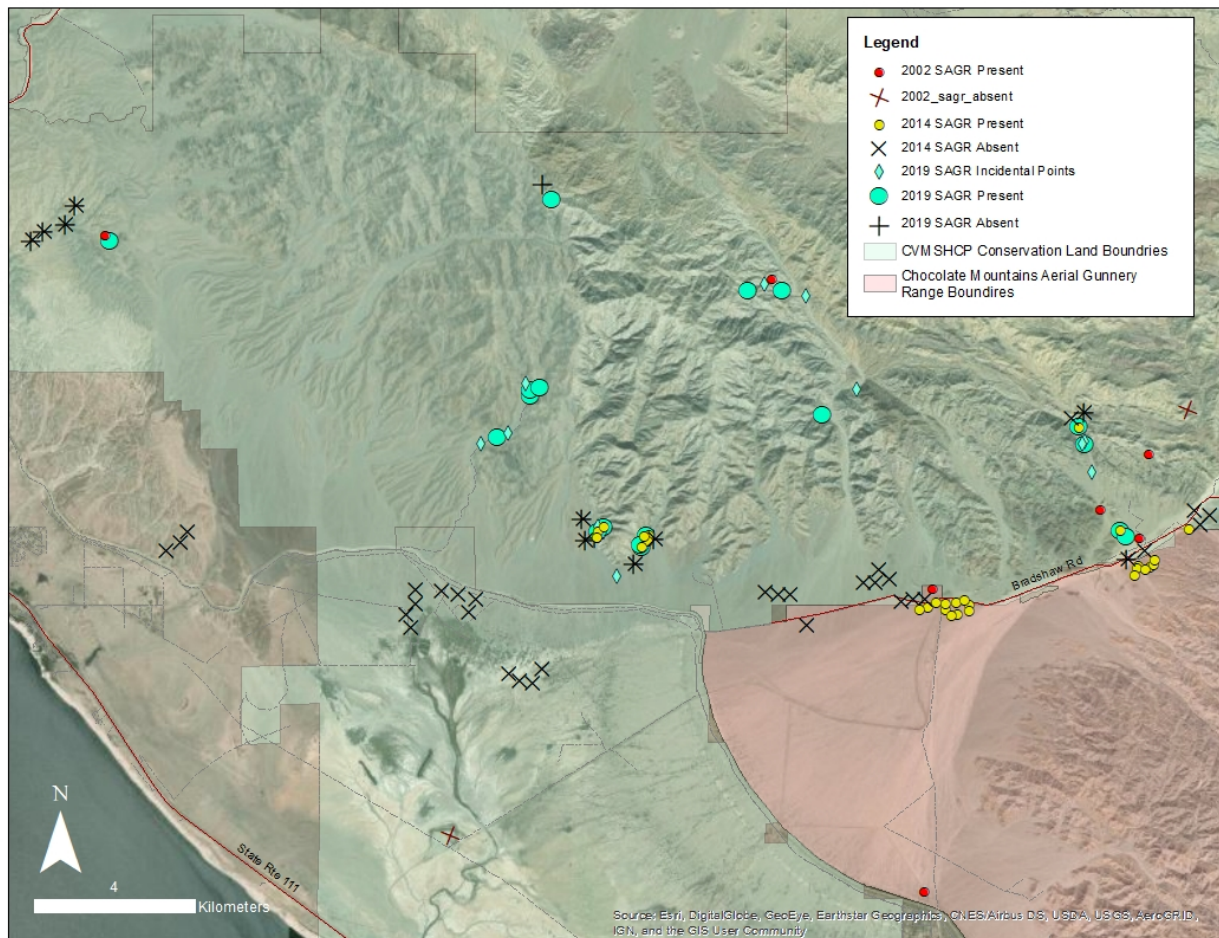 Legend
2002 SAGR Present
2002_sagr_absent
2014 SAGR Present
2014 SAGR Absent
2019 SAGR Incidental Points
2019 SAGR Present
2019 SAGR Absent
CVMSHCP Conservation Land Boundries
Chocolate Mountains Aerial Gunnery
Range Boundires
Bradshaw Rd
N
4
Kilometers
State Rte 111
Source: Esri, DigitalGlobe, GeoEye, Earthstar Geographics, CNES/Airbus DS, USDA, USGS, AeroGRID,
IGN, and the GIS User Community